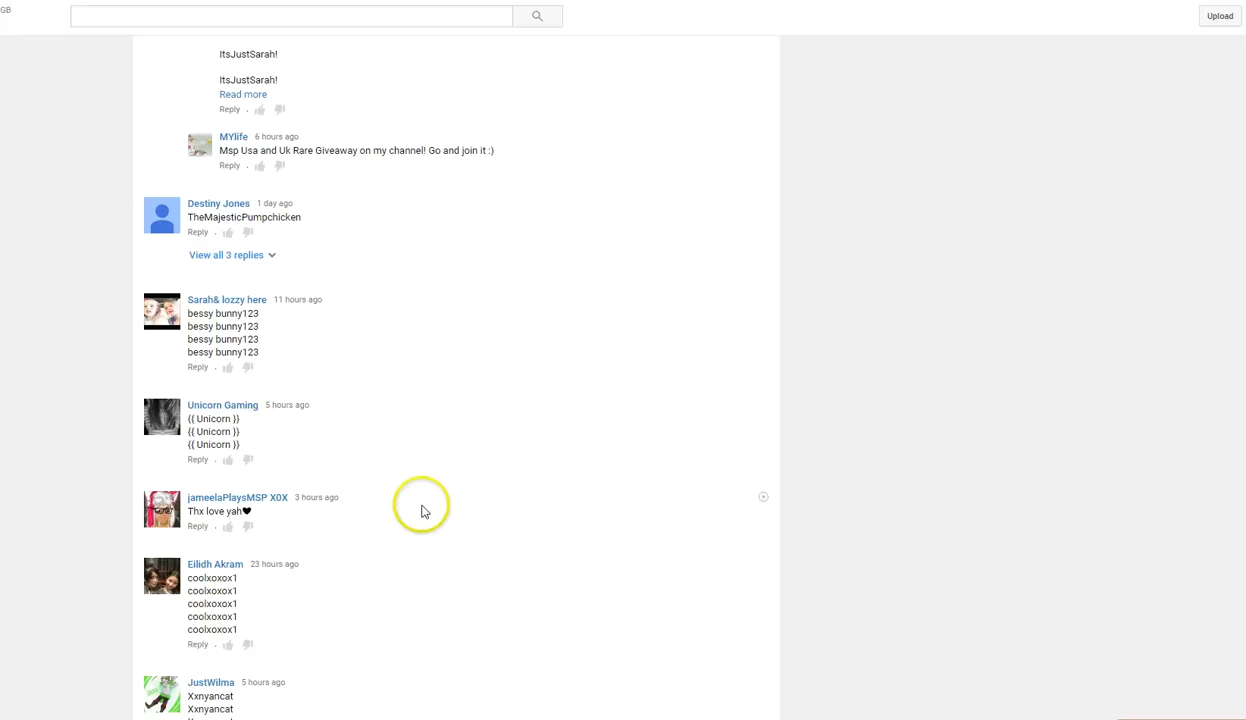 GB
Upload
ItsJustSarah!
ItsJustSarah!
Read more
Reply .
MYlife 6 hours ago
Msp Usa and Uk Rare Giveaway on my channel! Go and join it :)
Reply .
Destiny Jones 1 day ago
TheMajesticPumpchicken
Reply .
View all 3 replies
Sarah& lozzy here 11 hours ago
bessy bunny123
bessy bunny123
bessy bunny123
bessy bunny123
Reply .
Unicorn Gaming 5 hours ago
{{ Unicorn }}
{{ Unicorn }}
{{ Unicorn }}
Reply .
jameelaPlaysMSP X0X 3 hours ago
Thx love yah♥
Reply .
Eilidh Akram 23 hours ago
coolxoxox1
coolxoxox1
coolxoxox1
coolxoxox1
coolxoxox1
Reply .
JustWilma 5 hours ago
Xxnyancat
Xxnyancat